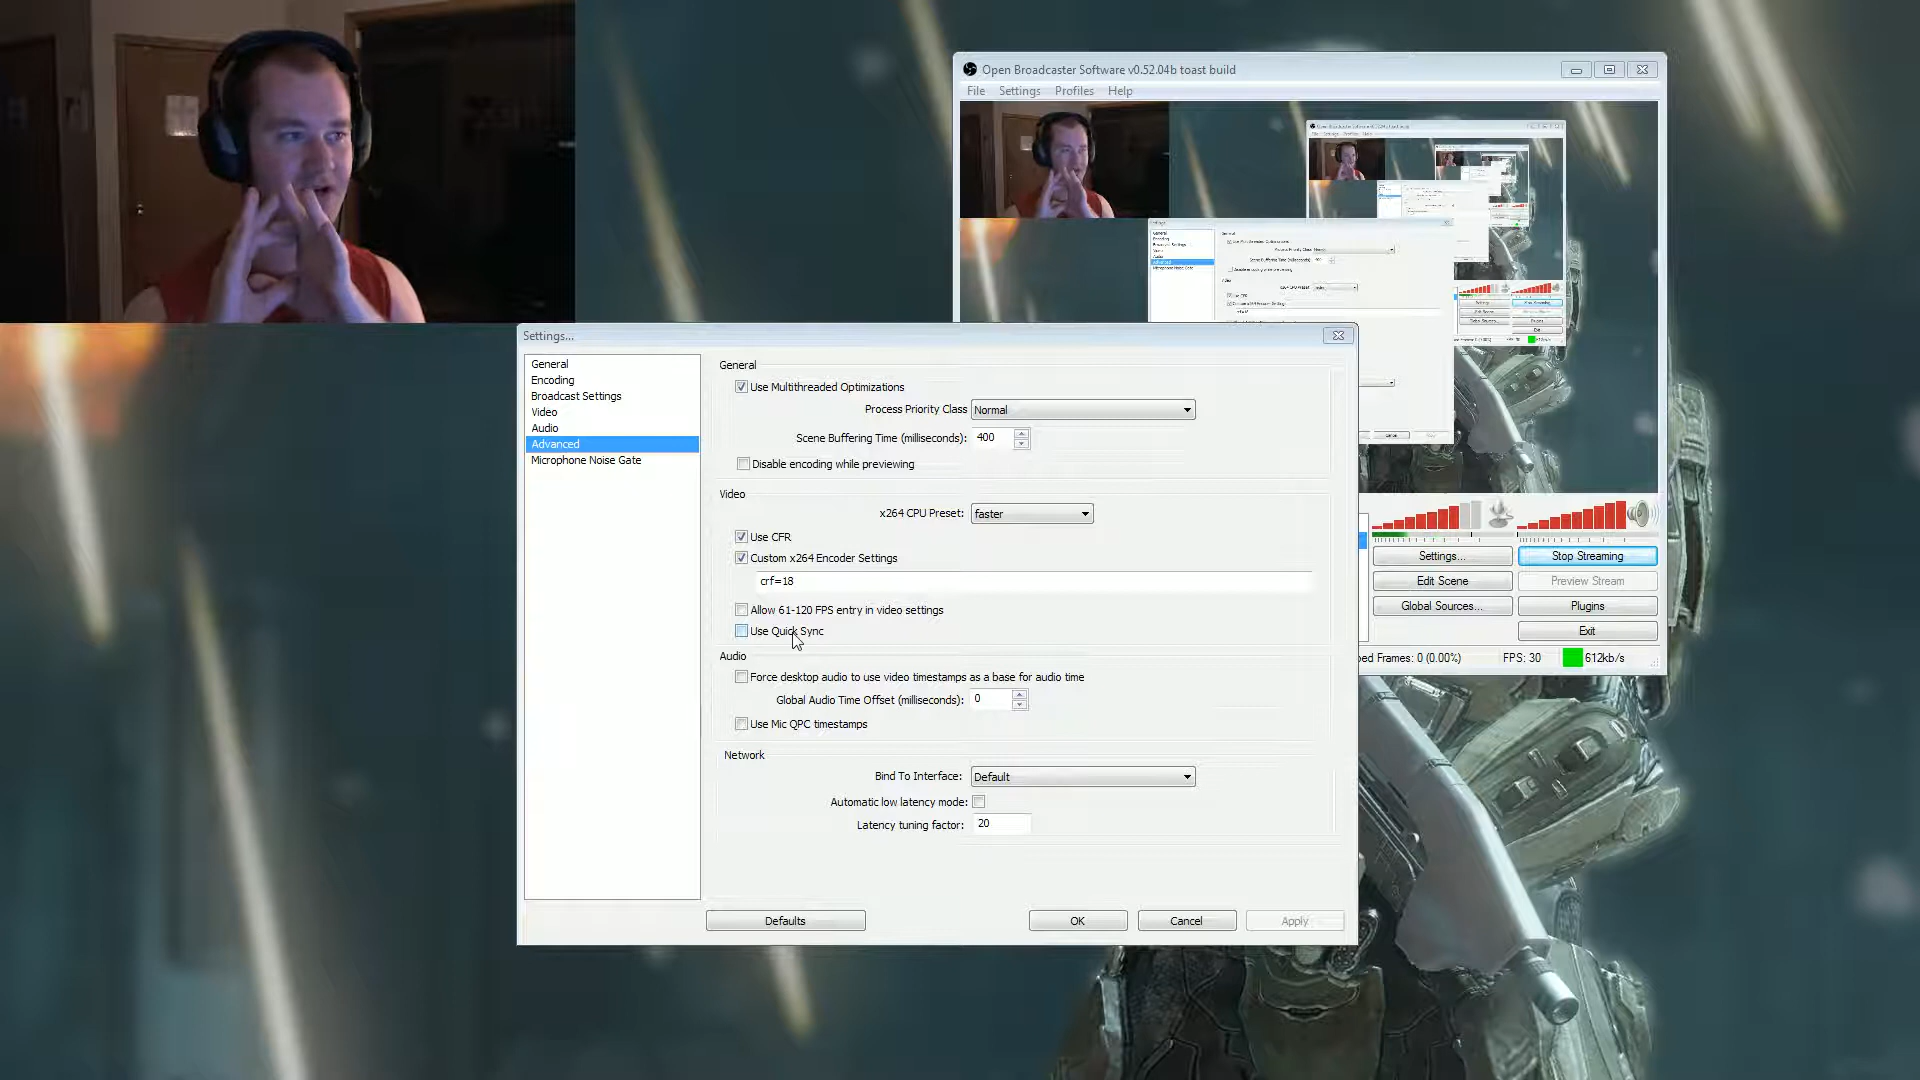 Open Broadcaster Software v0.52.04b toast build
File Settings Profiles Help
Settings...
General
Encoding
Broadcast Settings
Video
Audio
Advanced
Microphone Noise Gate
General
Use Multithreaded Optimizations
Process Priority Class Normal
Scene Buffering Time (milliseconds): 400
Disable encoding while previewing
Video
x264 CPU Preset: faster
Use CFR
Custom x264 Encoder Settings
crf=18
Allow 61-120 FPS entry in video settings
Use Quick Sync
Audio
Force desktop audio to use video timestamps as a base for audio time
Global Audio Time Offset (milliseconds): 0
Use Mic QPC timestamps
Network
Bind To Interface: Default
Automatic low latency mode:
Latency tuning factor: 20
Defaults OK Cancel Apply
Settings... Stop Streaming
Edit Scene Preview Stream
Global Sources... Plugins
Exit
Frames: 0 (0.00%) FPS: 30 612kb/s